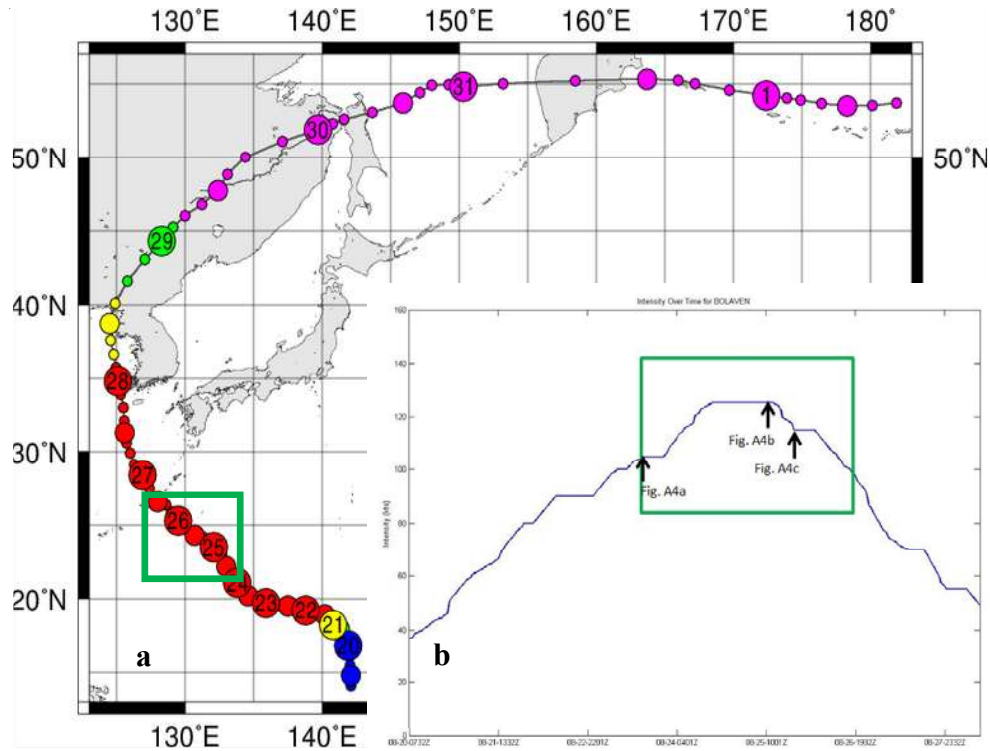 130˚E 140˚E 150˚E 160˚E 170˚E 180˚
50˚N 50˚N
40˚N
30˚N
20˚N
130˚E 140˚E
31
1
30
29
28
27
26
25
24
23
22
21
20
a
Intensity Over Time for BOLAVEN
Intensity (kts)
160
140
120
100
80
60
40
20
0
Fig. A4a
Fig. A4b
Fig. A4c
b
08-20-0732Z 08-21-1332Z 08-22-2201Z 08-24-0401Z 08-25-1001Z 08-26-1932Z 08-27-2332Z